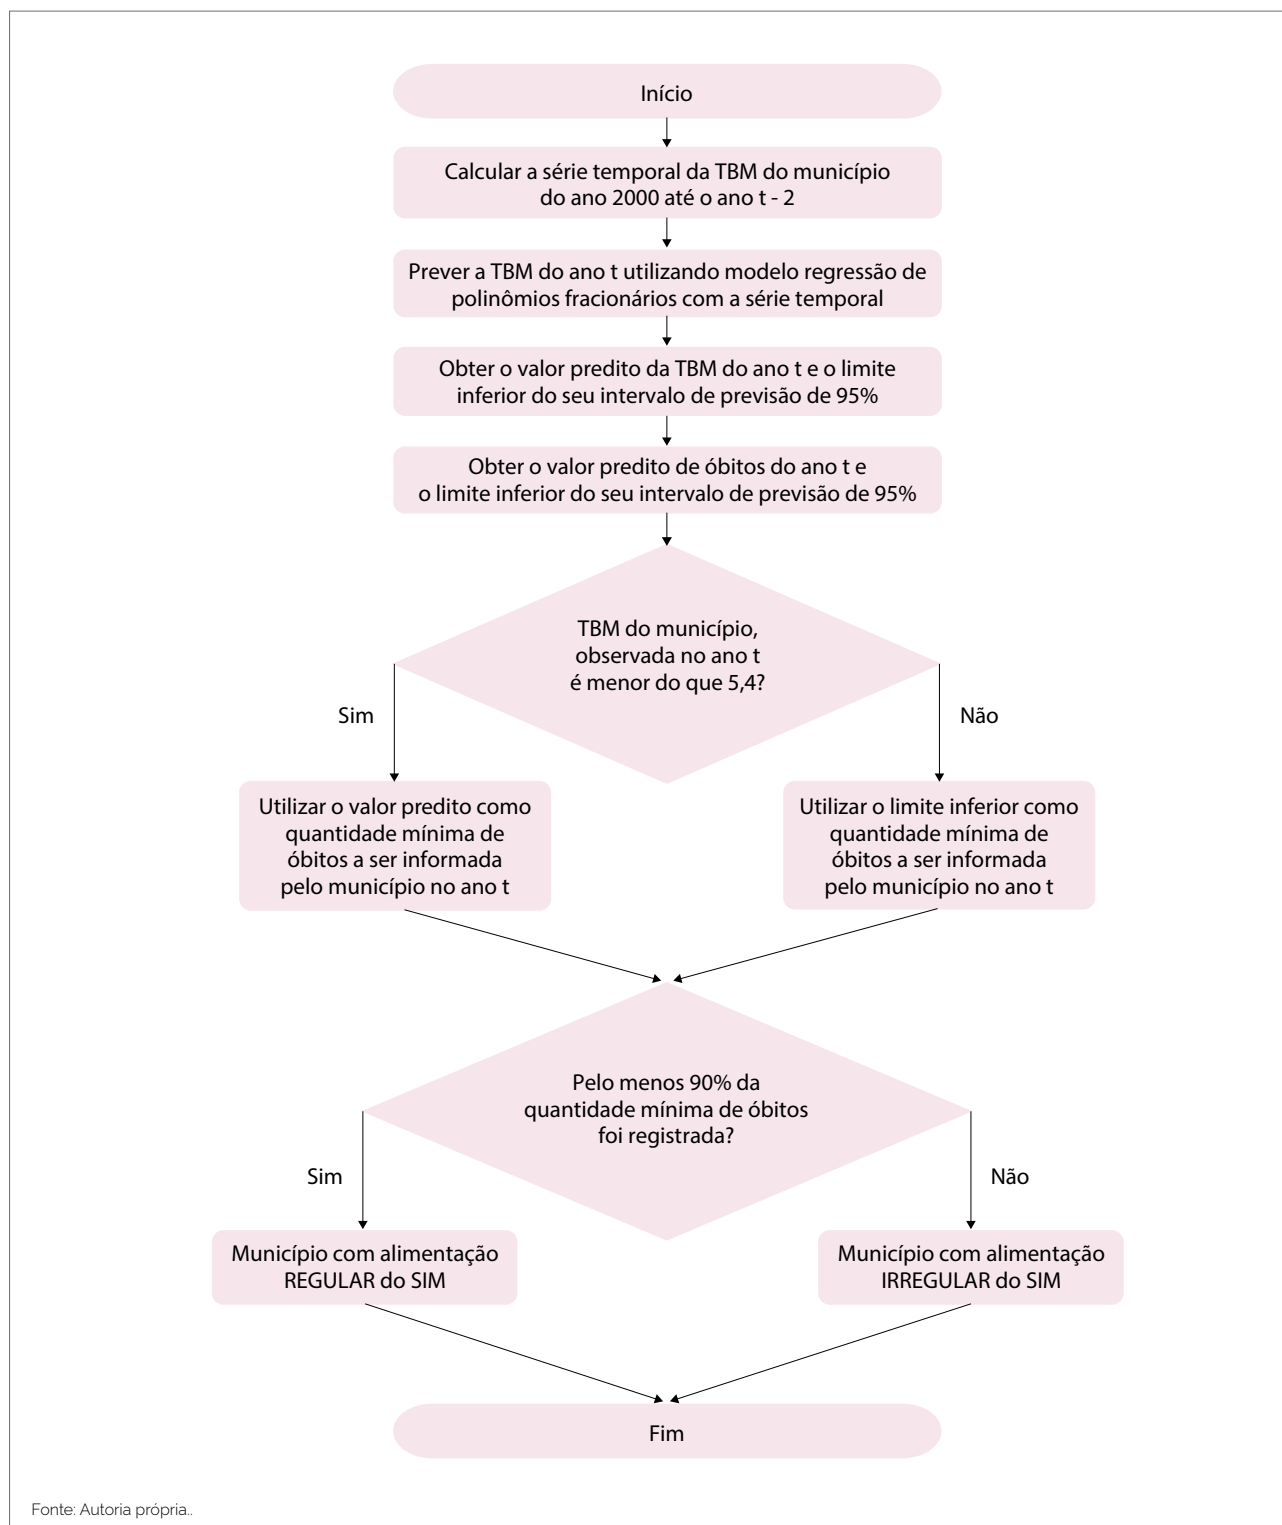 Início
Calcular a série temporal da TBM do município
do ano 2000 até o ano t - 2
Prever a TBM do ano t utilizando modelo regressão de
polinômios fracionários com a série temporal
Obter o valor predito da TBM do ano t e o limite
inferior do seu intervalo de previsão de 95%
Obter o valor predito de óbitos do ano t e
o limite inferior do seu intervalo de previsão de 95%
TBM do município,
observada no ano t
é menor do que 5,4?
Sim
Não
Utilizar o valor predito como
quantidade mínima de
óbitos a ser informada
pelo município no ano t
Utilizar o limite inferior como
quantidade mínima de
óbitos a ser informada
pelo município no ano t
Pelo menos 90% da
quantidade mínima de óbitos
foi registrada?
Sim
Não
Município com alimentação
REGULAR do SIM
Município com alimentação
IRREGULAR do SIM
Fim
Fonte: Autoria própria..